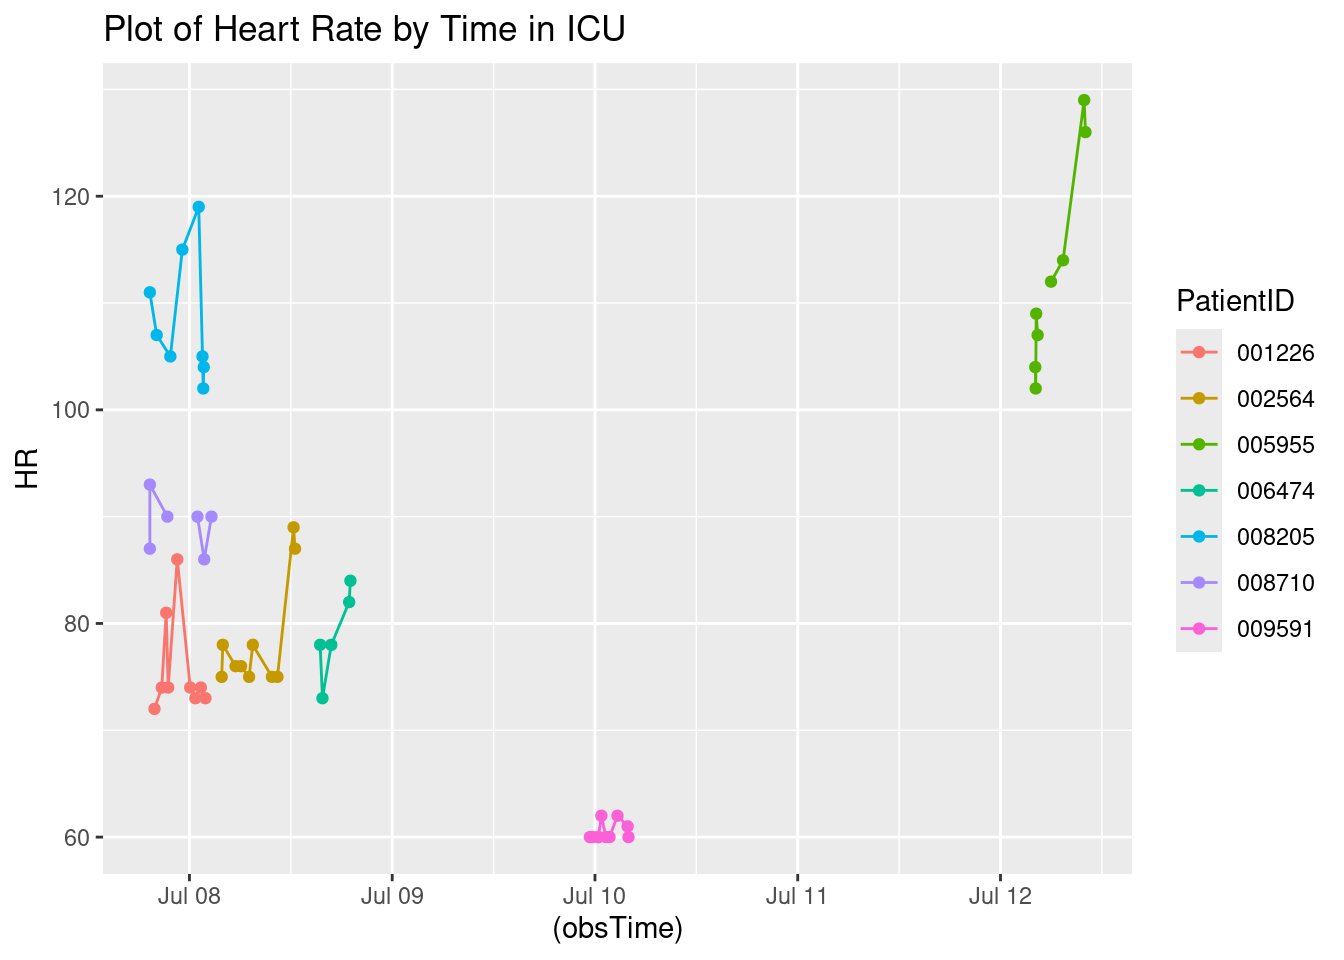 Plot of Heart Rate by Time in ICU
HR
120
100
80
60
Jul 08
Jul 09
Jul 10
Jul 11
Jul 12
(obsTime)
PatientID
001226
002564
005955
006474
008205
008710
009591